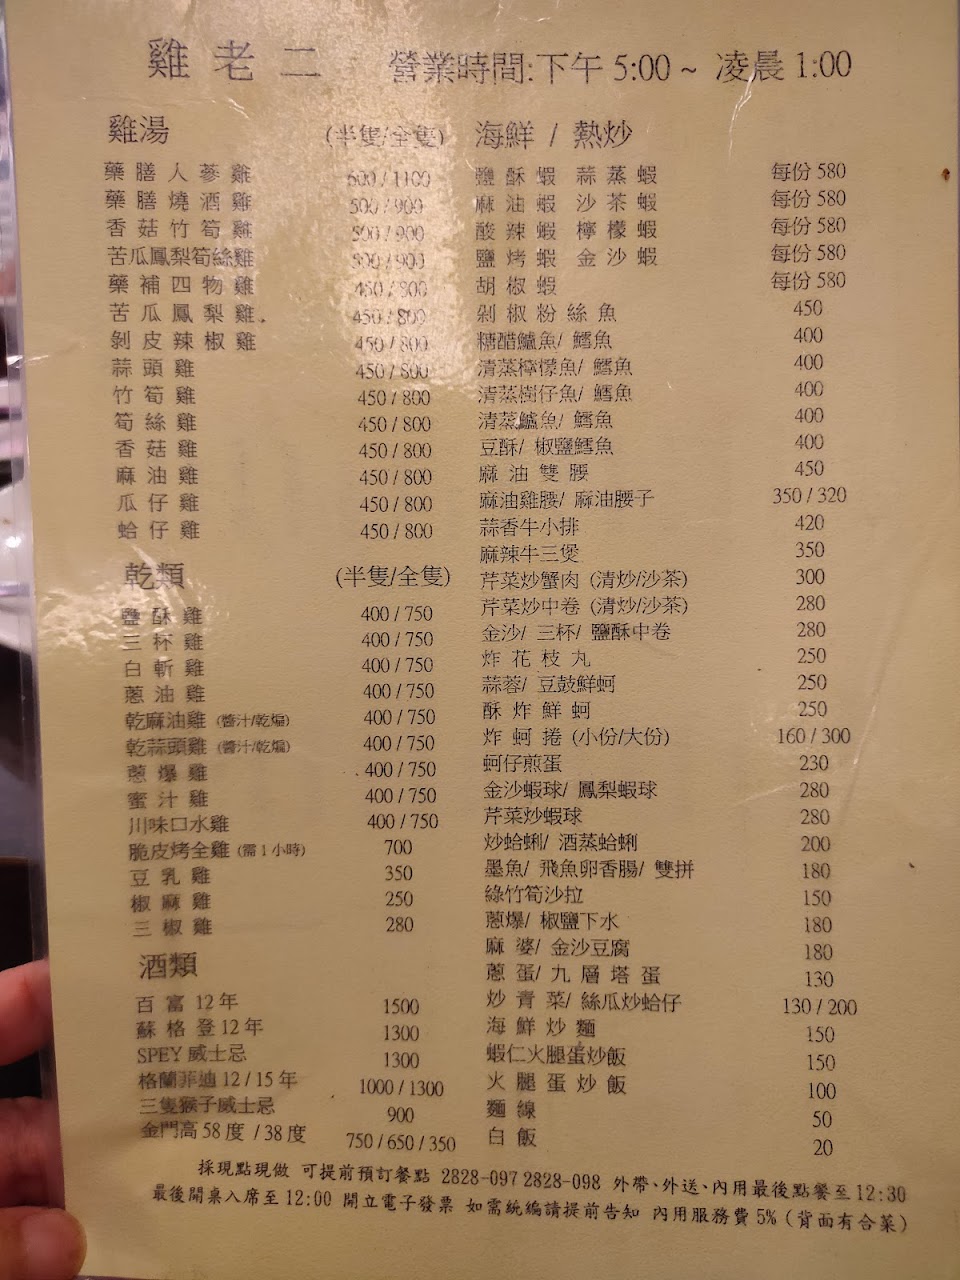 雞老二 營業時間:下午 5:00 ~ 凌晨 1:00
雞湯 (半隻/全隻)
藥膳人蔘雞 600 / 1100
藥膳燒酒雞 500 / 900
香菇竹筍雞 500 / 900
苦瓜鳳梨筍絲雞 500 / 900
藥補四物雞 450 / 800
苦瓜鳳梨雞 450 / 800
剝皮辣椒雞 450 / 800
蒜頭雞 450 / 800
竹筍雞 450 / 800
筍絲雞 450 / 800
香菇雞 450 / 800
麻油雞 450 / 800
瓜仔雞 450 / 800
蛤仔雞 450 / 800
乾類 (半隻/全隻)
鹽酥雞 400 / 750
三杯雞 400 / 750
白斬雞 400 / 750
蔥油雞 400 / 750
乾麻油雞 (醬汁/乾煸) 400 / 750
乾蒜頭雞 (醬汁/乾煸) 400 / 750
蔥爆雞 400 / 750
蜜汁雞 400 / 750
川味口水雞 400 / 750
脆皮烤全雞 (需 1 小時) 700
豆乳雞 350
椒麻雞 250
三椒雞 280
酒類
百富 12 年 1500
蘇格登 12 年 1300
SPEY 威士忌 1300
格蘭菲迪 12 / 15 年 1000 / 1300
三隻猴子威士忌 900
金門高 58 度 / 38 度 750 / 650 / 350
海鮮 / 熱炒
鹽酥蝦 蒜蒸蝦 每份 580
麻油蝦 沙茶蝦 每份 580
酸辣蝦 檸檬蝦 每份 580
鹽烤蝦 金沙蝦 每份 580
胡椒蝦 每份 580
剁椒粉絲魚 450
糖醋鱸魚/ 鱈魚 400
清蒸檸檬魚/ 鱈魚 400
清蒸樹仔魚/ 鱈魚 400
清蒸鱸魚/ 鱈魚 400
豆酥/ 椒鹽鱈魚 400
麻油雙腰 450
麻油雞腰/ 麻油腰子 350 / 320
蒜香牛小排 420
麻辣牛三煲 350
芹菜炒蟹肉 (清炒/沙茶) 300
芹菜炒中卷 (清炒/沙茶) 280
金沙/ 三杯/ 鹽酥中卷 280
炸花枝丸 250
蒜蓉/ 豆鼓鮮蚵 250
酥炸鮮蚵 250
炸蚵捲 (小份/大份) 160 / 300
蚵仔煎蛋 230
金沙蝦球/ 鳳梨蝦球 280
芹菜炒蝦球 280
炒蛤蜊/ 酒蒸蛤蜊 200
墨魚/ 飛魚卵香腸/ 雙拼 180
綠竹筍沙拉 150
蔥爆/ 椒鹽下水 180
麻婆/ 金沙豆腐 180
蔥蛋/ 九層塔蛋 130
炒青菜/ 絲瓜炒蛤仔 130 / 200
海鮮炒麵 150
蝦仁火腿蛋炒飯 150
火腿蛋炒飯 100
麵線 50
白飯 20
採現點現做 可提前預訂餐點 2828-097 2828-098 外帶、外送、內用最後點餐至 12:30
最後開桌入席至 12:00 開立電子發票 如需統編請提前告知 內用服務費 5% (背面有合菜)